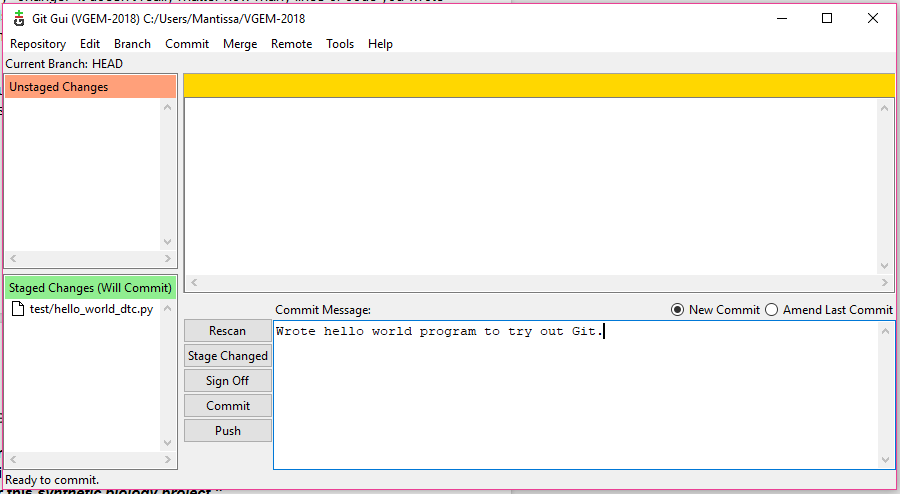 Git Gui (VGEM-2018) C:/Users/Mantissa/VGEM-2018
Repository Edit Branch Commit Merge Remote Tools Help
Current Branch: HEAD
Unstaged Changes
Staged Changes (Will Commit)
test/hello_world_dtc.py
Commit Message:
New Commit
Amend Last Commit
Rescan
Stage Changed
Sign Off
Commit
Push
Wrote hello world program to try out Git.
Ready to commit.